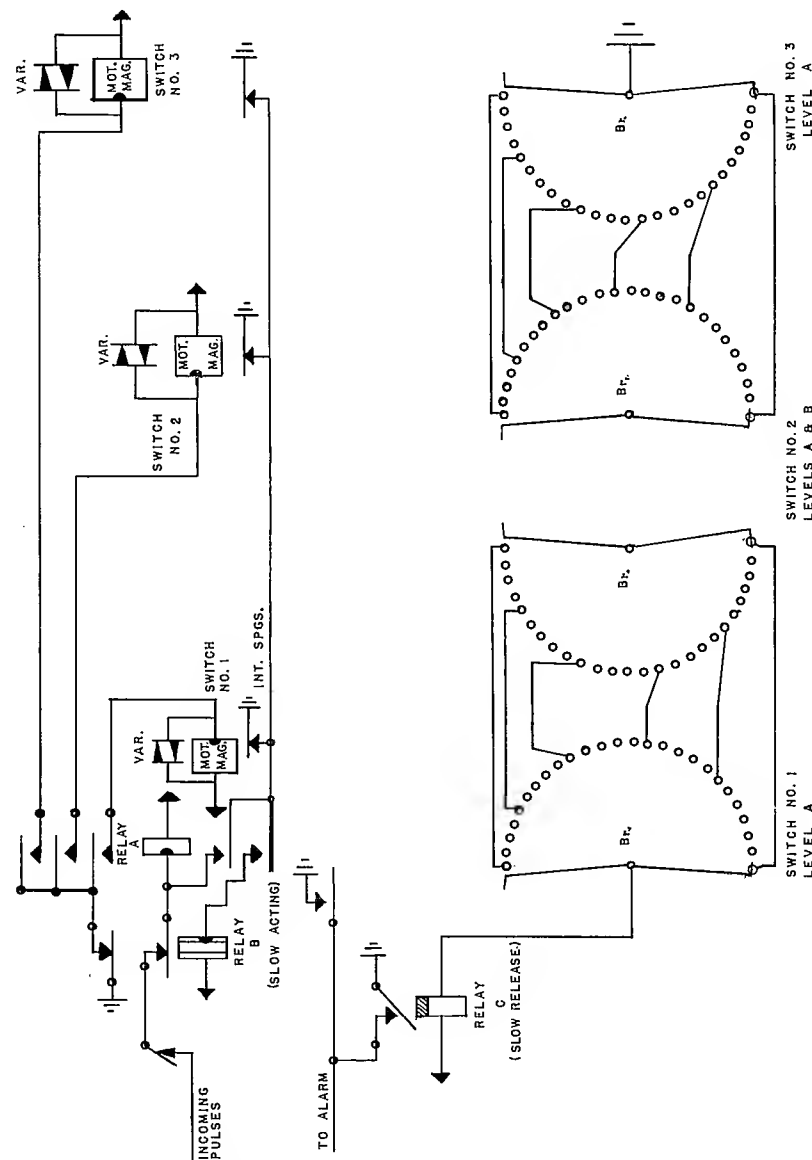 VAR.
MOT.
MAG.
SWITCH
NO. 3
VAR.
MOT.
MAG.
SWITCH
NO. 2
VAR.
MOT.
MAG.
SWITCH
NO. 1
INT. SPGS.
RELAY
A
RELAY
B
(SLOW ACTING)
INCOMING
PULSES
TO ALARM
RELAY
C
(SLOW RELEASE)
Br.
SWITCH NO. 1
LEVEL A
Br.
SWITCH NO. 2
LEVELS A & B
Br.
Br.
SWITCH NO. 3
LEVEL A